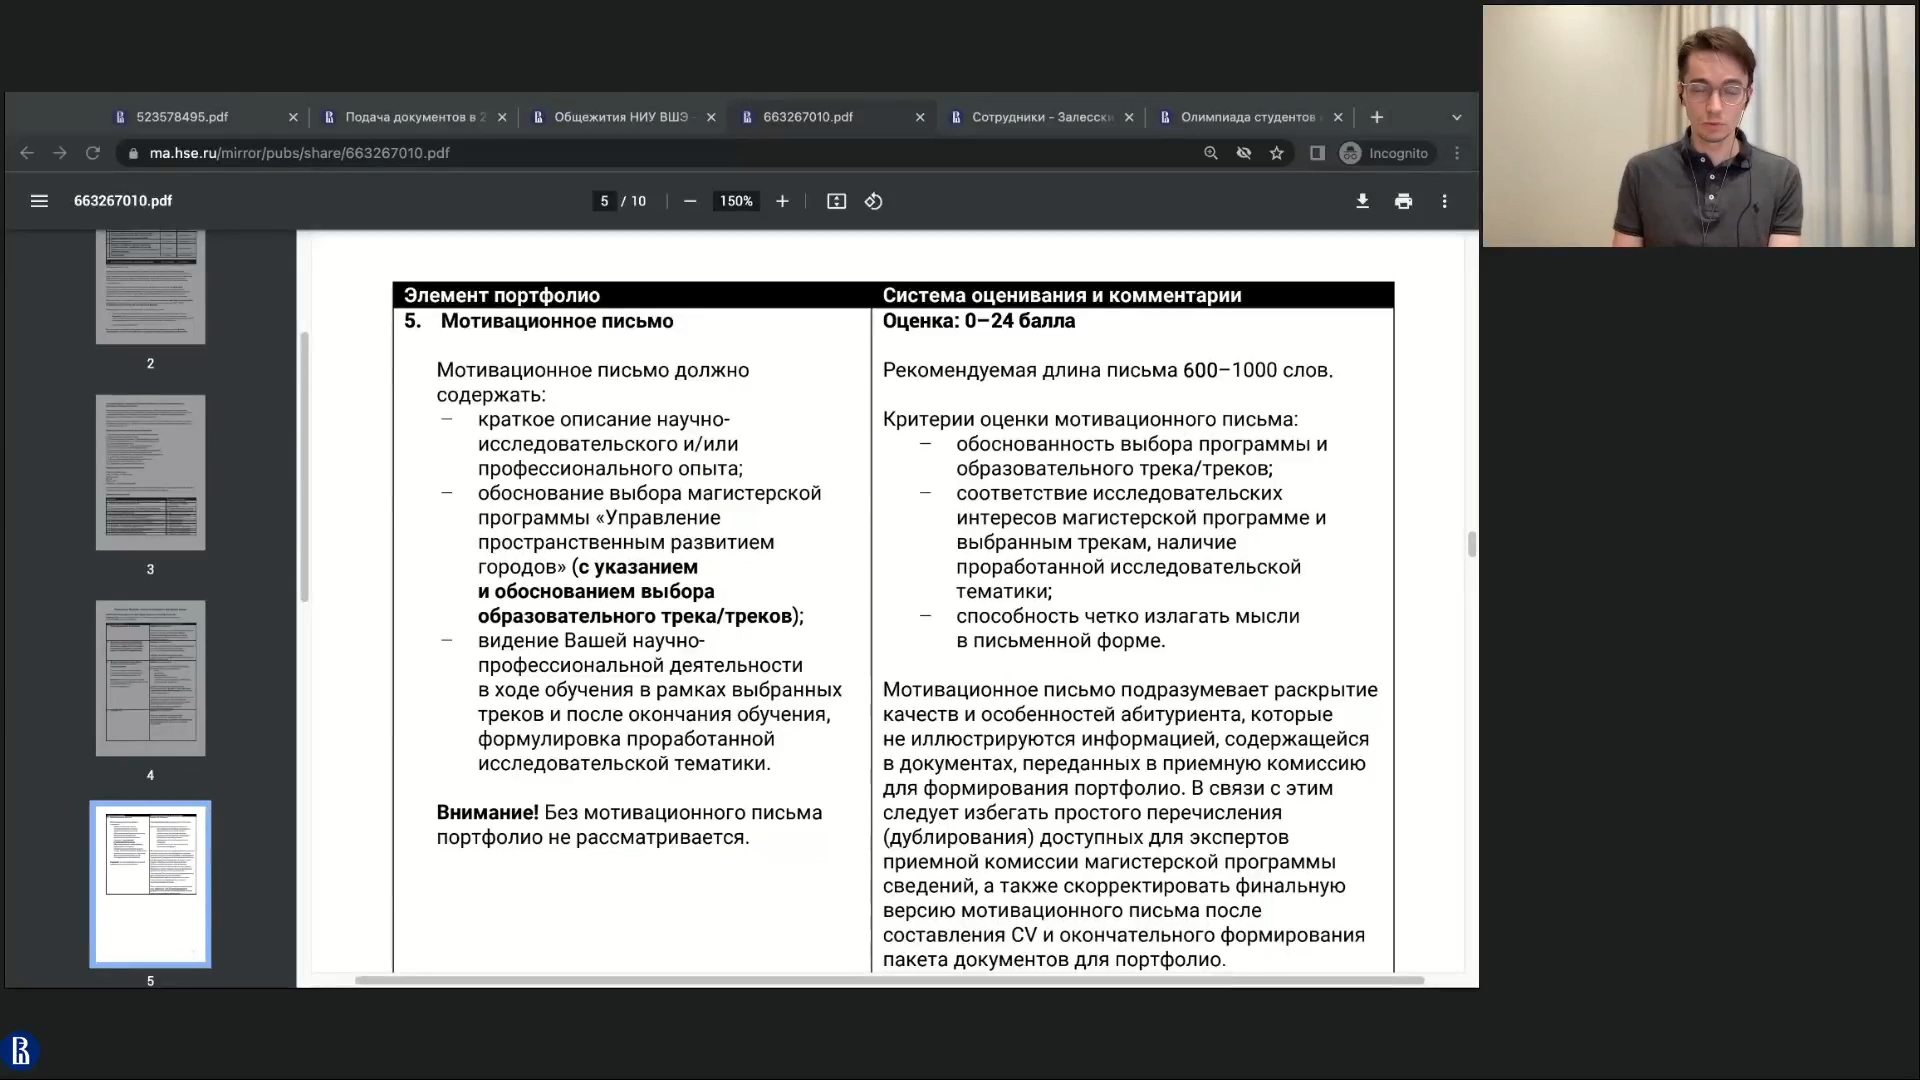 523578495.pdf
Подача документов в 2
Общежития НИУ ВШЭ
663267010.pdf
Сотрудники – Залесски
Олимпиада студентов
ma.hse.ru/mirror/pubs/share/663267010.pdf
Incognito
663267010.pdf
5 / 10
150%
2
3
4
5
Элемент портфолио
5. Мотивационное письмо
Мотивационное письмо должно
содержать:
– краткое описание научно-
исследовательского и/или
профессионального опыта;
– обоснование выбора магистерской
программы «Управление
пространственным развитием
городов» (с указанием
и обоснованием выбора
образовательного трека/треков);
– видение Вашей научно-
профессиональной деятельности
в ходе обучения в рамках выбранных
треков и после окончания обучения,
формулировка проработанной
исследовательской тематики.
Внимание! Без мотивационного письма
портфолио не рассматривается.
Система оценивания и комментарии
Оценка: 0–24 балла
Рекомендуемая длина письма 600–1000 слов.
Критерии оценки мотивационного письма:
– обоснованность выбора программы и
образовательного трека/треков;
– соответствие исследовательских
интересов магистерской программе и
выбранным трекам, наличие
проработанной исследовательской
тематики;
– способность четко излагать мысли
в письменной форме.
Мотивационное письмо подразумевает раскрытие
качеств и особенностей абитуриента, которые
не иллюстрируются информацией, содержащейся
в документах, переданных в приемную комиссию
для формирования портфолио. В связи с этим
следует избегать простого перечисления
(дублирования) доступных для экспертов
приемной комиссии магистерской программы
сведений, а также скорректировать финальную
версию мотивационного письма после
составления CV и окончательного формирования
пакета документов для портфолио.